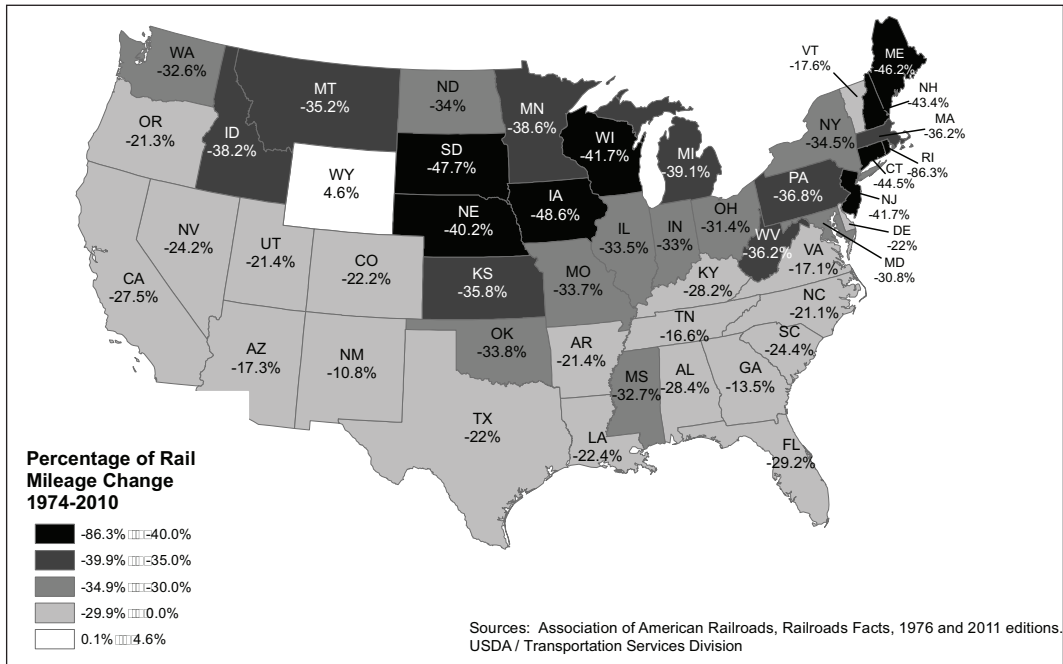 WA
-32.6%
MT
-35.2%
ND
-34%
MN
-38.6%
VT
-17.6%
ME
-46.2%
NH
-43.4%
MA
-36.2%
RI
-86.3%
CT
-44.5%
NJ
-41.7%
DE
-22%
MD
-30.8%
OR
-21.3%
ID
-38.2%
WY
4.6%
SD
-47.7%
WI
-41.7%
MI
-39.1%
NY
-34.5%
PA
-36.8%
NE
-40.2%
IA
-48.6%
IL
-33.5%
IN
-33%
OH
-31.4%
WV
-36.2%
VA
-17.1%
CA
-27.5%
NV
-24.2%
UT
-21.4%
CO
-22.2%
KS
-35.8%
MO
-33.7%
KY
-28.2%
NC
-21.1%
TN
-16.6%
SC
-24.4%
AZ
-17.3%
NM
-10.8%
OK
-33.8%
AR
-21.4%
MS
-32.7%
AL
-28.4%
GA
-13.5%
TX
-22%
LA
-22.4%
FL
-29.2%
Percentage of Rail
Mileage Change
1974-2010
-86.3% -40.0%
-39.9% -35.0%
-34.9% -30.0%
-29.9% 0.0%
0.1% 4.6%
Sources: Association of American Railroads, Railroads Facts, 1976 and 2011 editions.
USDA / Transportation Services Division